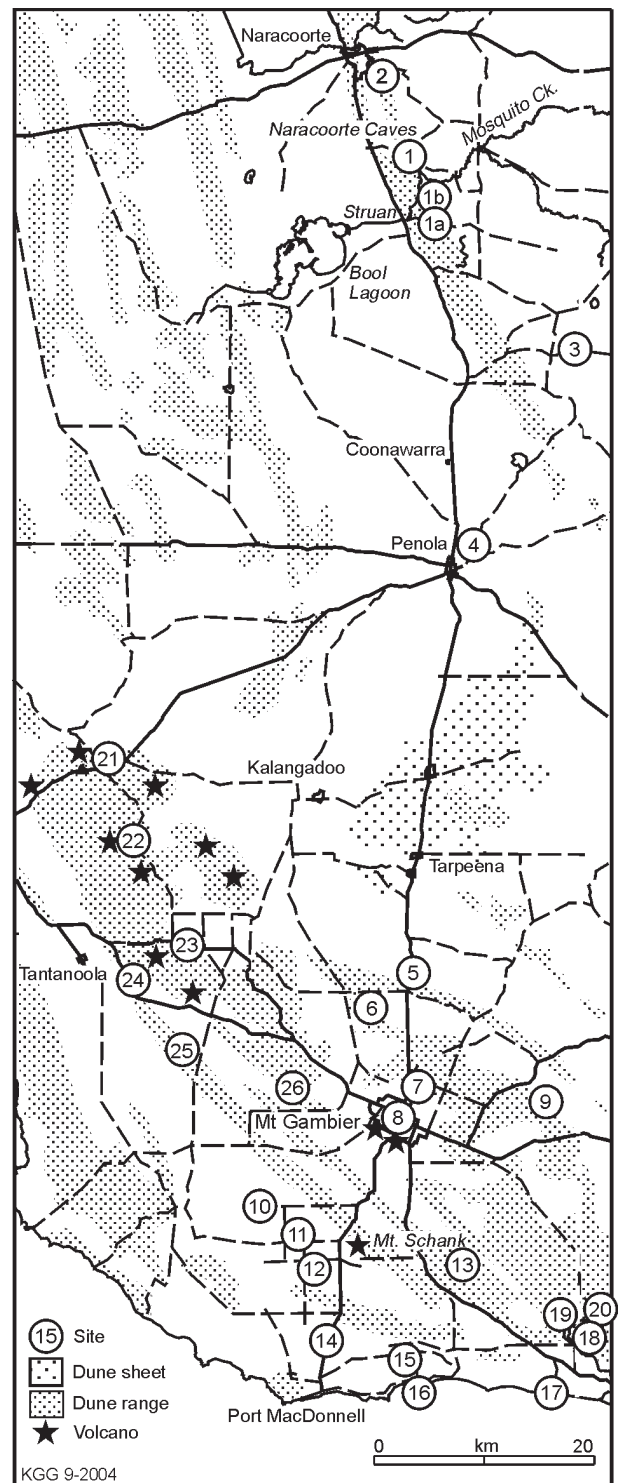 Naracoorte
2
Naracoorte Caves
Mosquito Ck.
1
1b
Struan
1a
Bool
Lagoon
3
Coonawarra
Penola
4
21
Kalangadoo
22
Tarpeena
23
Tantanoola
24
5
6
25
26
7
Mt Gambier
8
9
10
11
Mt. Schank
12
13
19
20
18
14
15
16
17
Port MacDonnell
15 Site
Dune sheet
Dune range
Volcano
0 km 20
KGG 9-2004